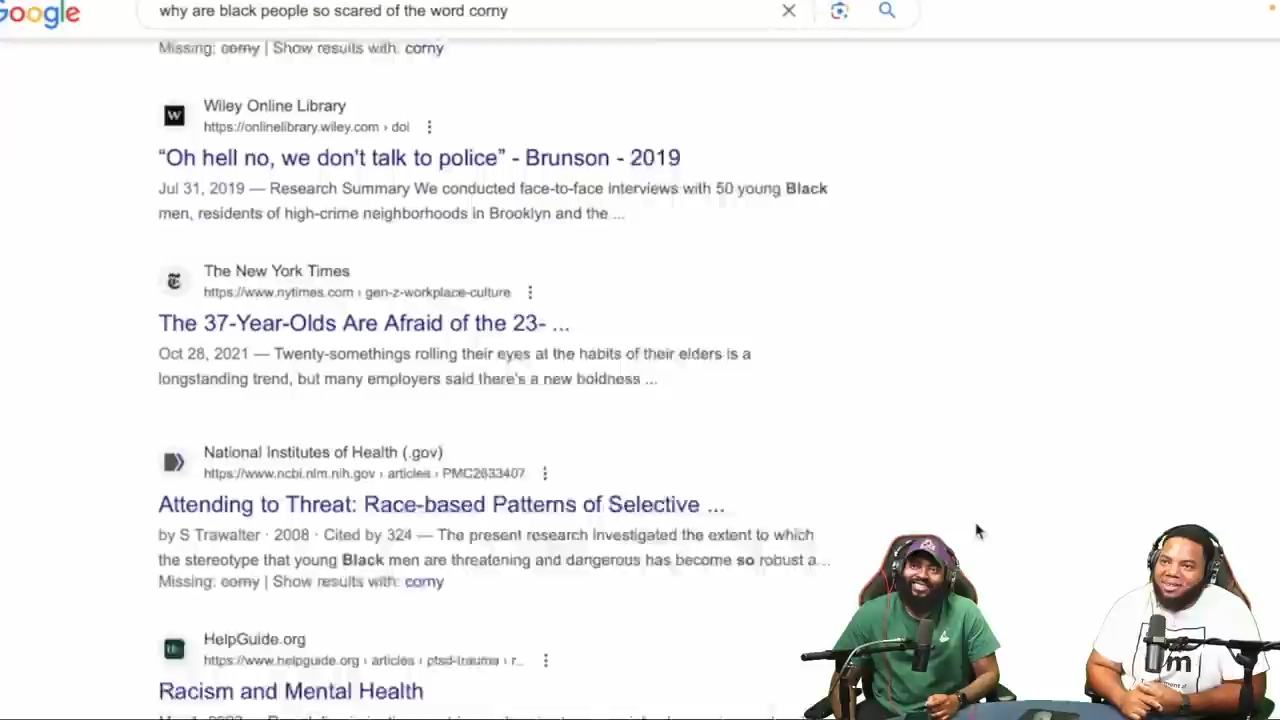 Google
why are black people so scared of the word corny
Missing: corny | Show results with: corny
Wiley Online Library
https://onlinelibrary.wiley.com › doi
“Oh hell no, we don't talk to police” - Brunson - 2019
Jul 31, 2019 — Research Summary We conducted face-to-face interviews with 50 young Black
men, residents of high-crime neighborhoods in Brooklyn and the ...
The New York Times
https://www.nytimes.com › gen-z-workplace-culture
The 37-Year-Olds Are Afraid of the 23- ...
Oct 28, 2021 — Twenty-somethings rolling their eyes at the habits of their elders is a
longstanding trend, but many employers said there's a new boldness ...
National Institutes of Health (.gov)
https://www.ncbi.nlm.nih.gov › articles › PMC2633407
Attending to Threat: Race-based Patterns of Selective ...
by S Trawalter · 2008 · Cited by 324 — The present research investigated the extent to which
the stereotype that young Black men are threatening and dangerous has become so robust a...
Missing: corny | Show results with: corny
HelpGuide.org
https://www.helpguide.org › articles › ptsd-trauma › r...
Racism and Mental Health
m